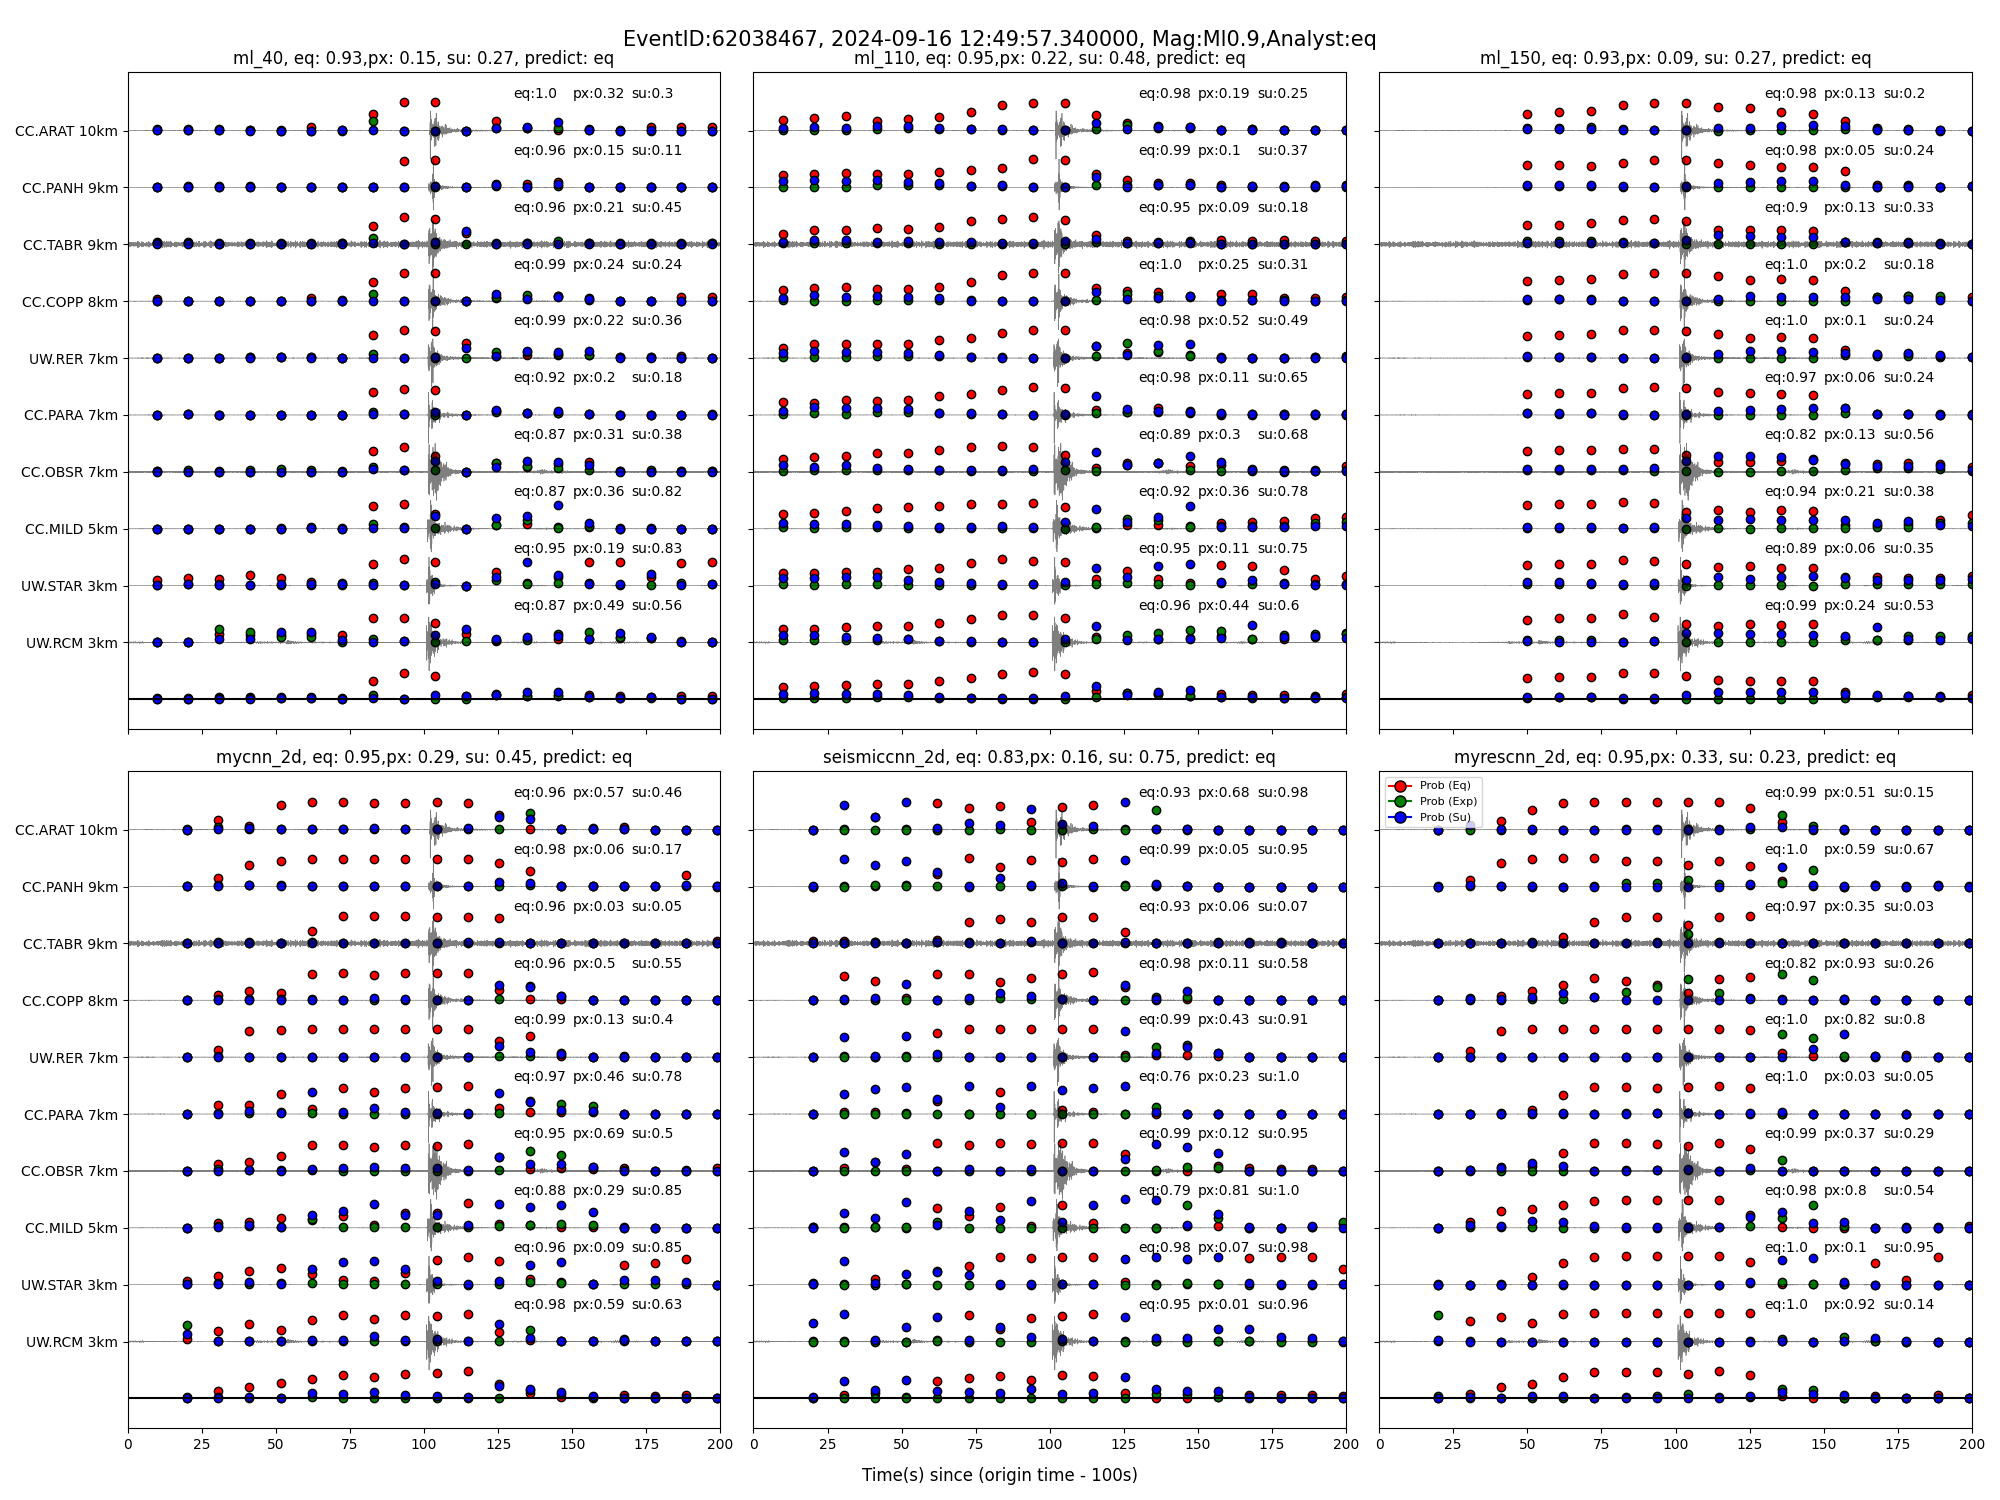 EventID:62038467, 2024-09-16 12:49:57.340000, Mag:Ml0.9,Analyst:eq
ml_40, eq: 0.93,px: 0.15, su: 0.27, predict: eq
CC.ARAT 10km eq:1.0 px:0.32 su:0.3
CC.PANH 9km eq:0.96 px:0.15 su:0.11
CC.TABR 9km eq:0.96 px:0.21 su:0.45
CC.COPP 8km eq:0.99 px:0.24 su:0.24
UW.RER 7km eq:0.99 px:0.22 su:0.36
CC.PARA 7km eq:0.92 px:0.2 su:0.18
CC.OBSR 7km eq:0.87 px:0.31 su:0.38
CC.MILD 5km eq:0.87 px:0.36 su:0.82
UW.STAR 3km eq:0.95 px:0.19 su:0.83
UW.RCM 3km eq:0.87 px:0.49 su:0.56
ml_110, eq: 0.95,px: 0.22, su: 0.48, predict: eq
eq:0.98 px:0.19 su:0.25
eq:0.99 px:0.1 su:0.37
eq:0.95 px:0.09 su:0.18
eq:1.0 px:0.25 su:0.31
eq:0.98 px:0.52 su:0.49
eq:0.98 px:0.11 su:0.65
eq:0.89 px:0.3 su:0.68
eq:0.92 px:0.36 su:0.78
eq:0.95 px:0.11 su:0.75
eq:0.96 px:0.44 su:0.6
ml_150, eq: 0.93,px: 0.09, su: 0.27, predict: eq
eq:0.98 px:0.13 su:0.2
eq:0.98 px:0.05 su:0.24
eq:0.9 px:0.13 su:0.33
eq:1.0 px:0.2 su:0.18
eq:1.0 px:0.1 su:0.24
eq:0.97 px:0.06 su:0.24
eq:0.82 px:0.13 su:0.56
eq:0.94 px:0.21 su:0.38
eq:0.89 px:0.06 su:0.35
eq:0.99 px:0.24 su:0.53
mycnn_2d, eq: 0.95,px: 0.29, su: 0.45, predict: eq
CC.ARAT 10km eq:0.96 px:0.57 su:0.46
CC.PANH 9km eq:0.98 px:0.06 su:0.17
CC.TABR 9km eq:0.96 px:0.03 su:0.05
CC.COPP 8km eq:0.96 px:0.5 su:0.55
UW.RER 7km eq:0.99 px:0.13 su:0.4
CC.PARA 7km eq:0.97 px:0.46 su:0.78
CC.OBSR 7km eq:0.95 px:0.69 su:0.5
CC.MILD 5km eq:0.88 px:0.29 su:0.85
UW.STAR 3km eq:0.96 px:0.09 su:0.85
UW.RCM 3km eq:0.98 px:0.59 su:0.63
0 25 50 75 100 125 150 175 200
seismiccnn_2d, eq: 0.83,px: 0.16, su: 0.75, predict: eq
eq:0.93 px:0.68 su:0.98
eq:0.99 px:0.05 su:0.95
eq:0.93 px:0.06 su:0.07
eq:0.98 px:0.11 su:0.58
eq:0.99 px:0.43 su:0.91
eq:0.76 px:0.23 su:1.0
eq:0.99 px:0.12 su:0.95
eq:0.79 px:0.81 su:1.0
eq:0.98 px:0.07 su:0.98
eq:0.95 px:0.01 su:0.96
0 25 50 75 100 125 150 175 200
myrescnn_2d, eq: 0.95,px: 0.33, su: 0.23, predict: eq
Prob (Eq)
Prob (Exp)
Prob (Su)
eq:0.99 px:0.51 su:0.15
eq:1.0 px:0.59 su:0.67
eq:0.97 px:0.35 su:0.03
eq:0.82 px:0.93 su:0.26
eq:1.0 px:0.82 su:0.8
eq:1.0 px:0.03 su:0.05
eq:0.99 px:0.37 su:0.29
eq:0.98 px:0.8 su:0.54
eq:1.0 px:0.1 su:0.95
eq:1.0 px:0.92 su:0.14
0 25 50 75 100 125 150 175 200
Time(s) since (origin time - 100s)